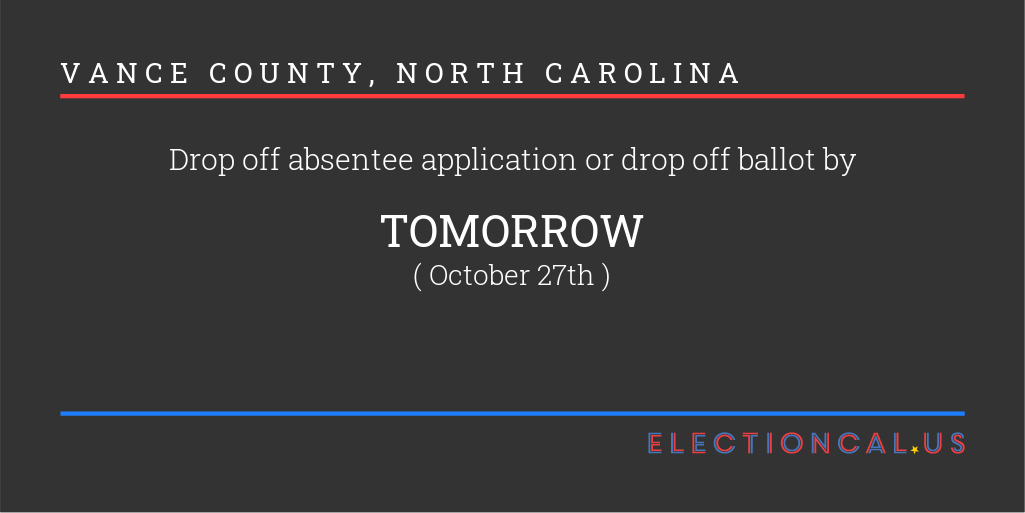 VANCE COUNTY, NORTH CAROLINA
Drop off absentee application or drop off ballot by
TOMORROW
( October 27th )
ELECTIONCAL.US